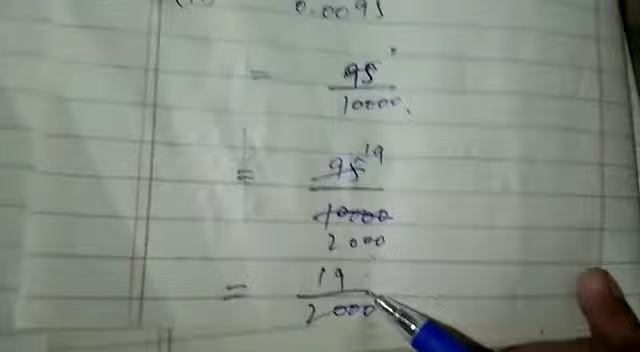 0.0095
= 95/10000
= 95 19/10000 2000
= 19/2000